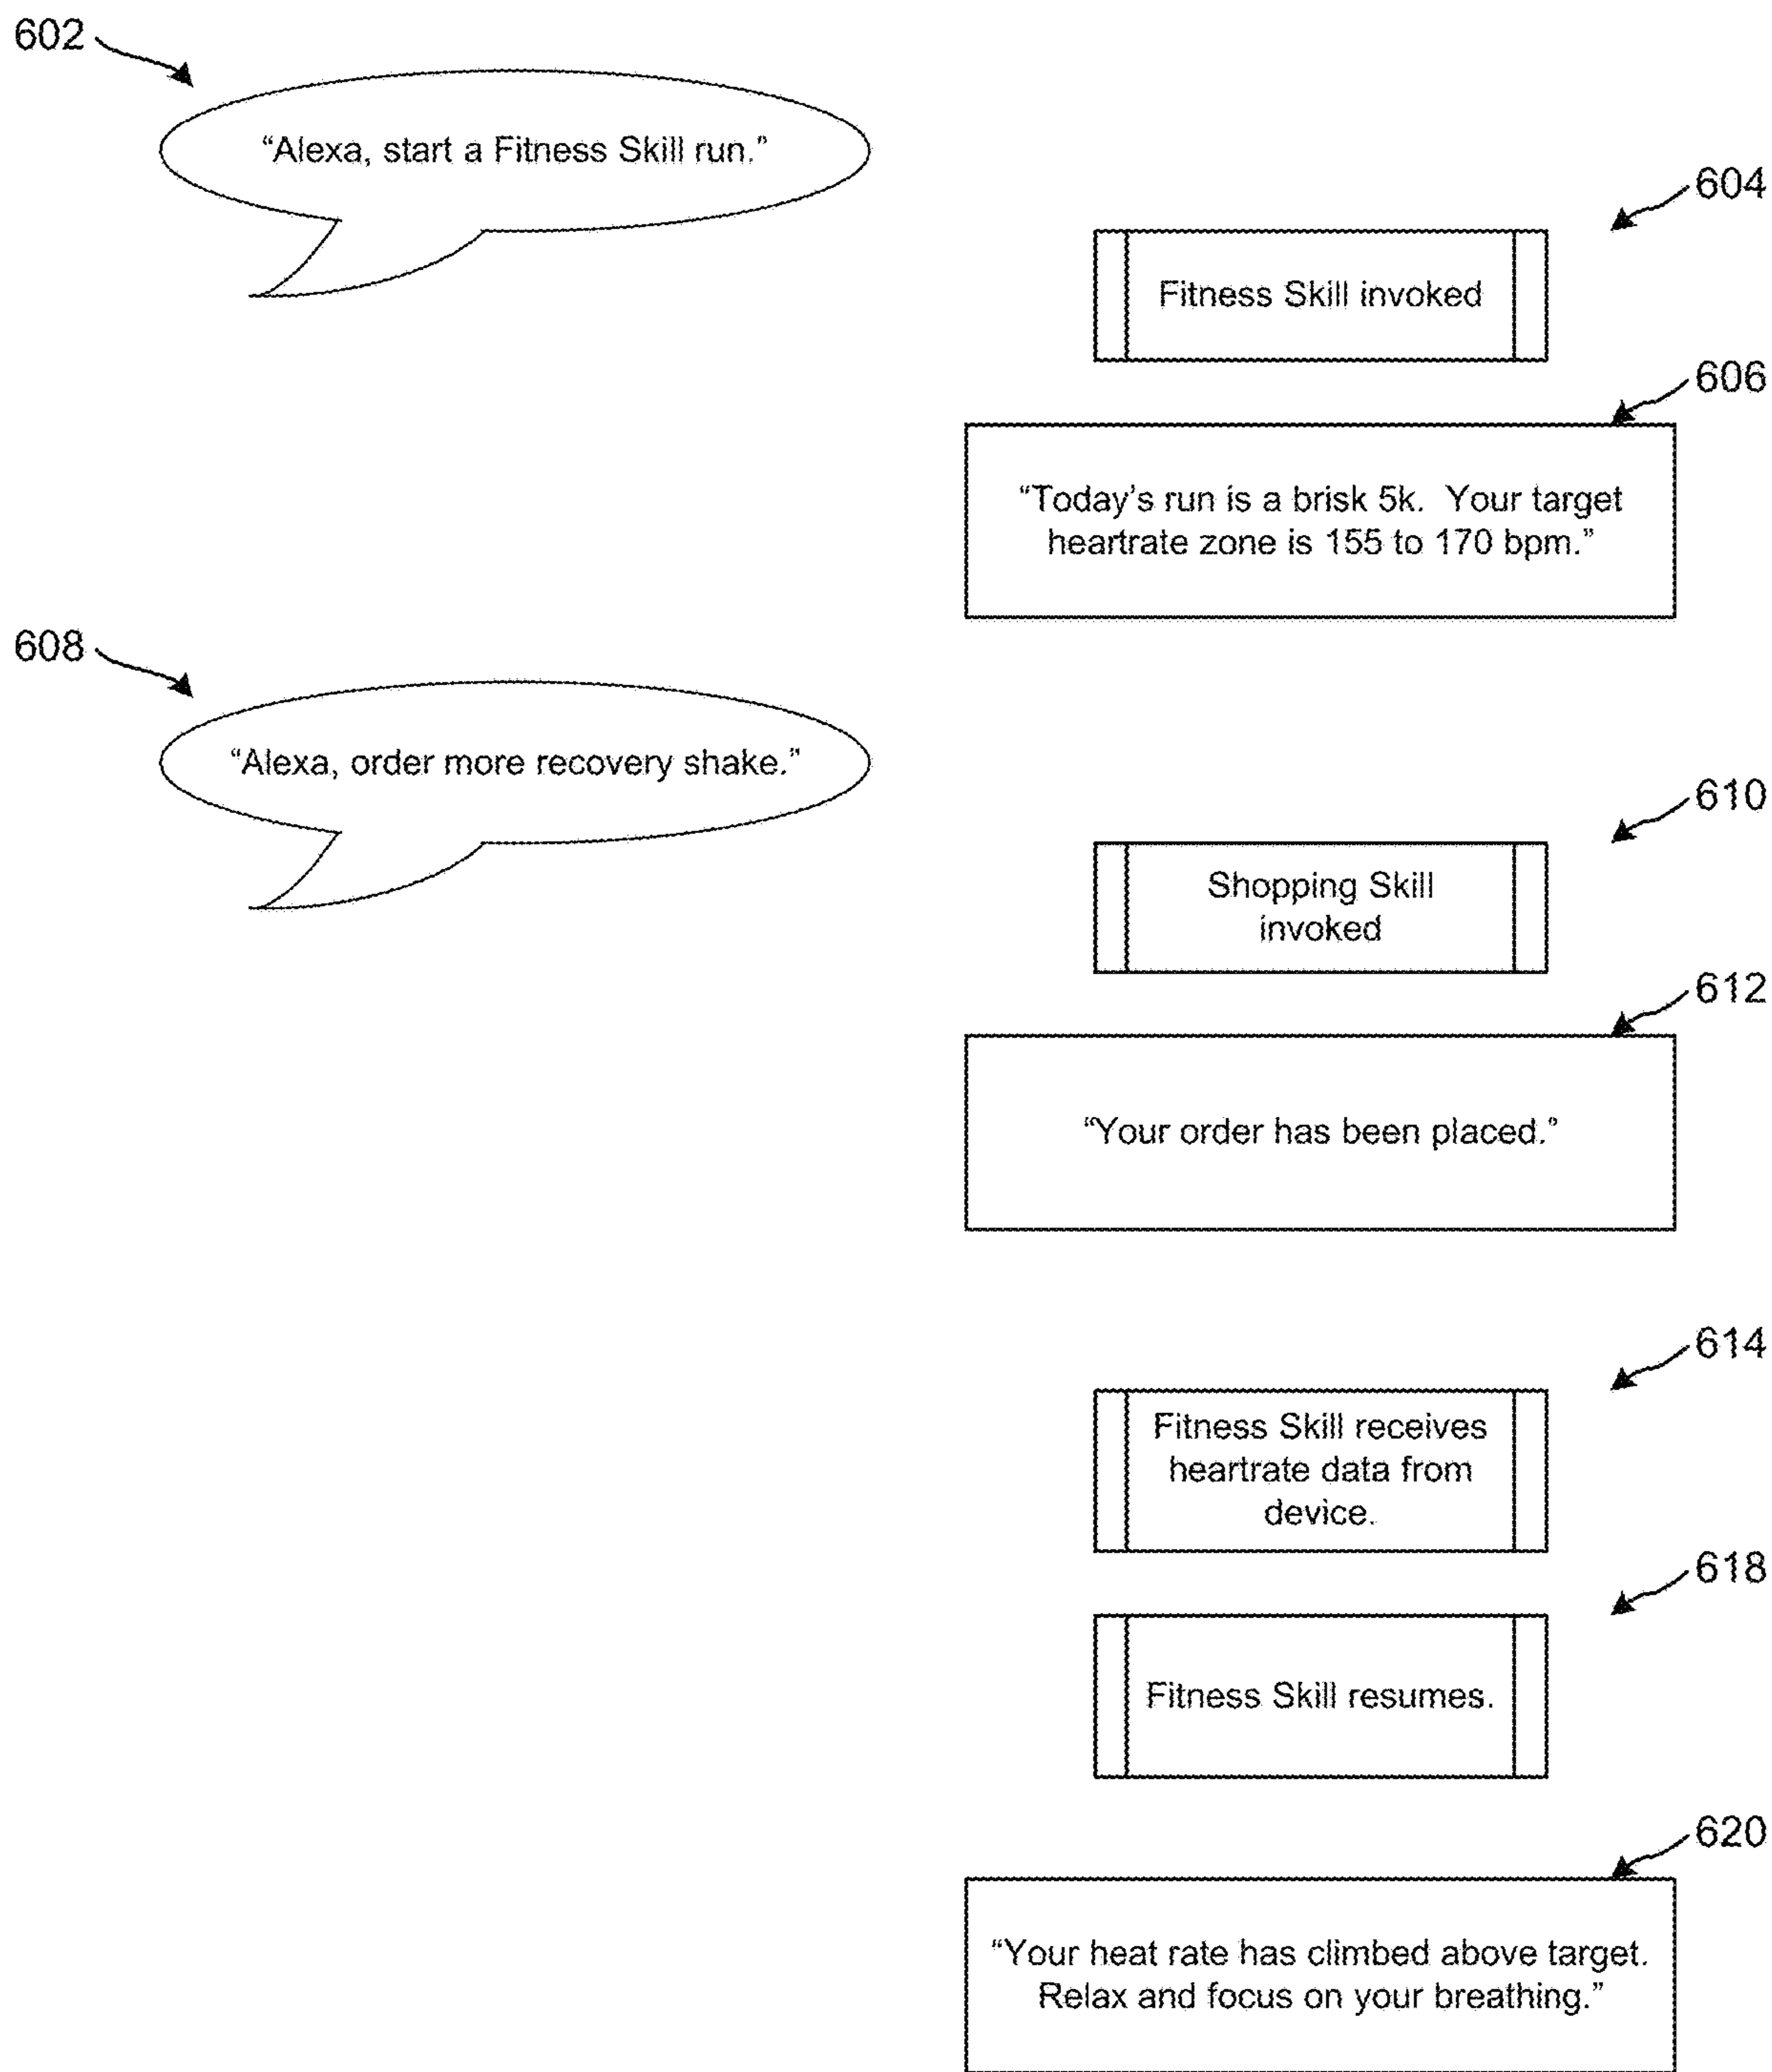 602
“Alexa, start a Fitness Skill run.”
604
Fitness Skill invoked
606
“Today’s run is a brisk 5k.  Your target
heartrate zone is 155 to 170 bpm.”
608
“Alexa, order more recovery shake.”
610
Shopping Skill
invoked
612
“Your order has been placed.”
614
Fitness Skill receives
heartrate data from
device.
618
Fitness Skill resumes.
620
“Your heat rate has climbed above target.
Relax and focus on your breathing.”